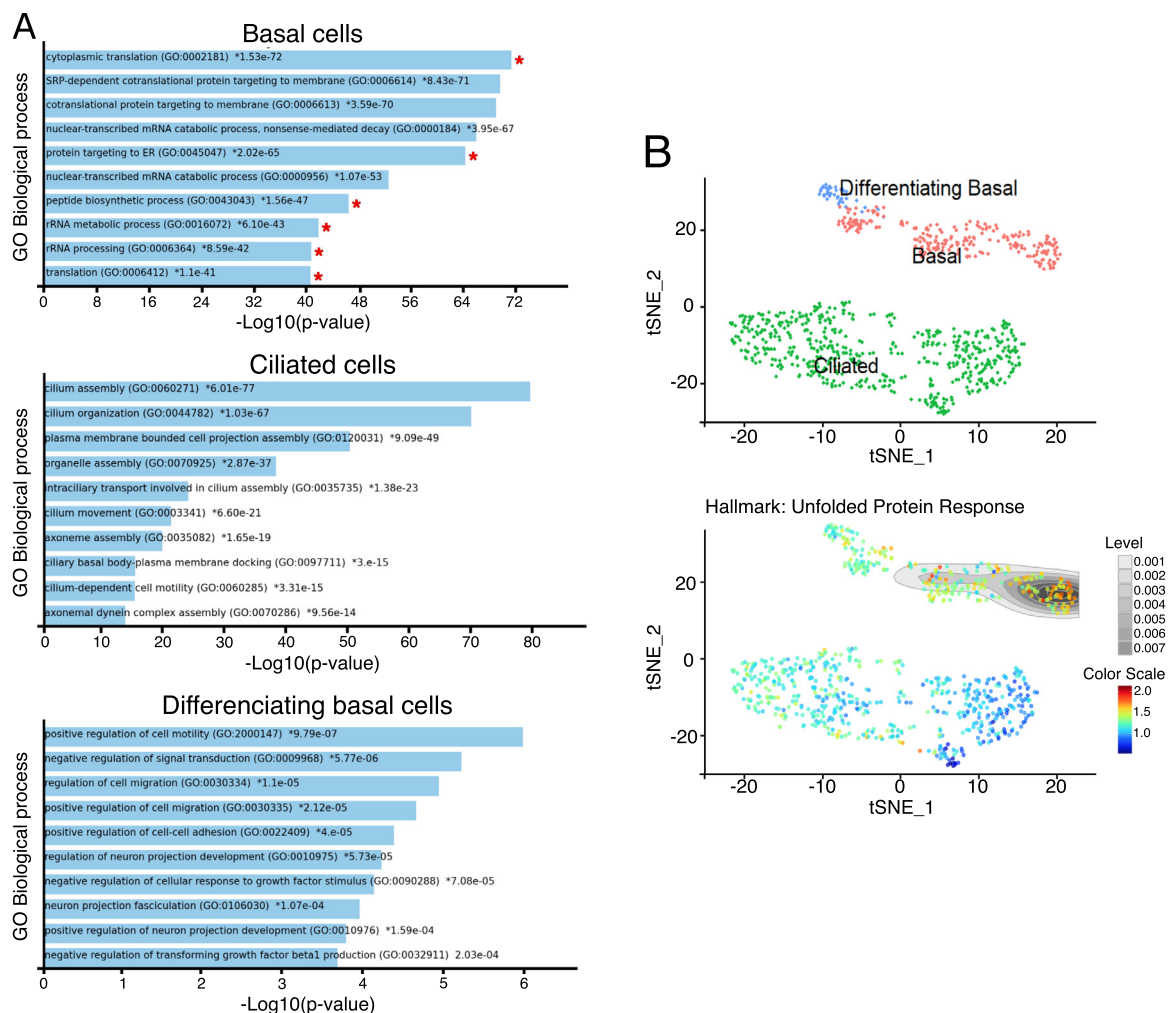 A
Basal cells
GO Biological process
cytoplasmic translation (GO:0002181) *1.53e-72
*
SRP-dependent cotranslational protein targeting to membrane (GO:0006614) *8.43e-71
cotranslational protein targeting to membrane (GO:0006613) *3.59e-70
nuclear-transcribed mRNA catabolic process, nonsense-mediated decay (GO:0000184) *3.95e-67
protein targeting to ER (GO:0045047) *2.02e-65
*
nuclear-transcribed mRNA catabolic process (GO:0000956) *1.07e-53
peptide biosynthetic process (GO:0043043) *1.56e-47
*
rRNA metabolic process (GO:0016072) *6.10e-43
*
rRNA processing (GO:0006364) *8.59e-42
*
translation (GO:0006412) *1.1e-41
*
0 8 16 24 32 40 48 56 64 72
-Log10(p-value)
Ciliated cells
GO Biological process
cilium assembly (GO:0060271) *6.01e-77
cilium organization (GO:0044782) *1.03e-67
plasma membrane bounded cell projection assembly (GO:0120031) *9.09e-49
organelle assembly (GO:0070925) *2.87e-37
intraciliary transport involved in cilium assembly (GO:0035735) *1.38e-23
cilium movement (GO:0003341) *6.60e-21
axoneme assembly (GO:0035082) *1.65e-19
ciliary basal body-plasma membrane docking (GO:0097711) *3.e-15
cilium-dependent cell motility (GO:0060285) *3.31e-15
axonemal dynein complex assembly (GO:0070286) *9.56e-14
0 10 20 30 40 50 60 70 80
-Log10(p-value)
Differenciating basal cells
GO Biological process
positive regulation of cell motility (GO:2000147) *9.79e-07
negative regulation of signal transduction (GO:0009968) *5.77e-06
regulation of cell migration (GO:0030334) *1.1e-05
positive regulation of cell migration (GO:0030335) *2.12e-05
positive regulation of cell-cell adhesion (GO:0022409) *4.e-05
regulation of neuron projection development (GO:0010975) *5.73e-05
negative regulation of cellular response to growth factor stimulus (GO:0090288) *7.08e-05
neuron projection fasciculation (GO:0106030) *1.07e-04
positive regulation of neuron projection development (GO:0010976) *1.59e-04
negative regulation of transforming growth factor beta1 production (GO:0032911) 2.03e-04
0 1 2 3 4 5 6
-Log10(p-value)
B
Differentiating Basal
Basal
Ciliated
tSNE_2
20
0
-20
-20 -10 0 10 20
tSNE_1
Hallmark: Unfolded Protein Response
tSNE_2
20
0
-20
-20 -10 0 10 20
tSNE_1
Level
0.001
0.002
0.003
0.004
0.005
0.006
0.007
Color Scale
2.0
1.5
1.0